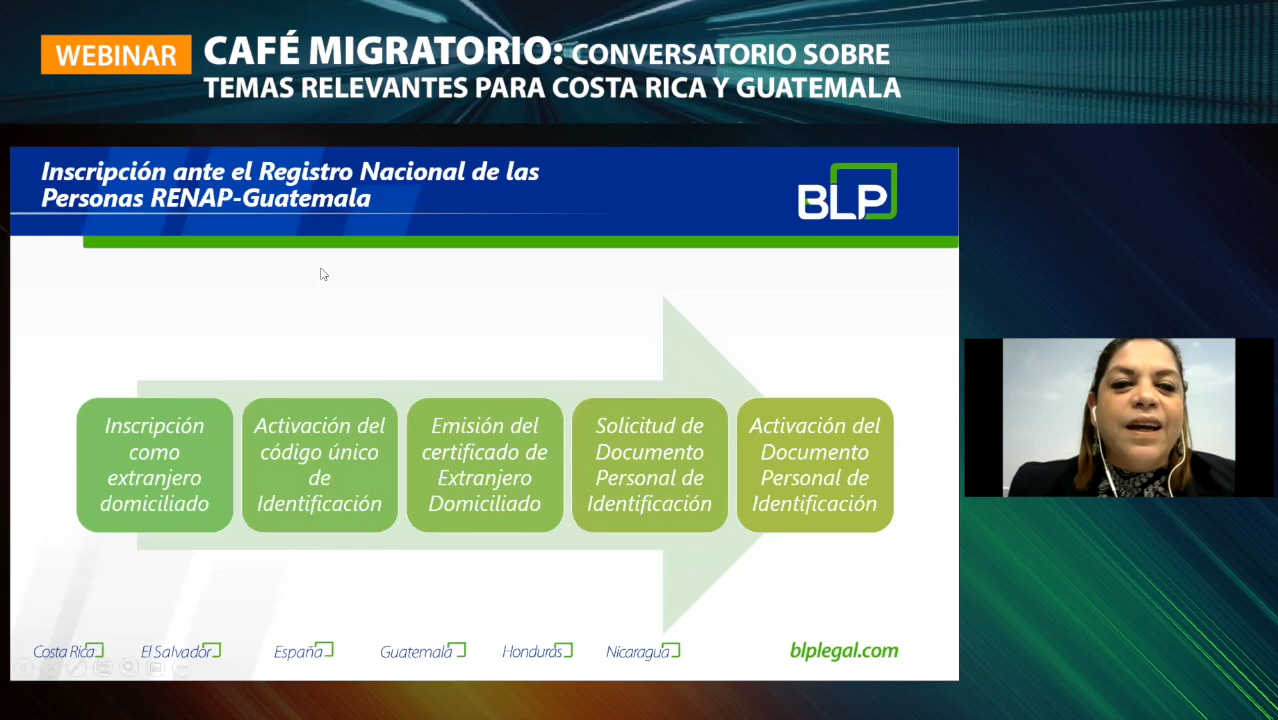 WEBINAR
CAFÉ MIGRATORIO: CONVERSATORIO SOBRE
TEMAS RELEVANTES PARA COSTA RICA Y GUATEMALA
Inscripción ante el Registro Nacional de las
Personas RENAP-Guatemala
BLP
Inscripción
como
extranjero
domiciliado
Activación del
código único
de
Identificación
Emisión del
certificado de
Extranjero
Domiciliado
Solicitud de
Documento
Personal de
Identificación
Activación del
Documento
Personal de
Identificación
Costa Rica
El Salvador
España
Guatemala
Honduras
Nicaragua
blplegal.com